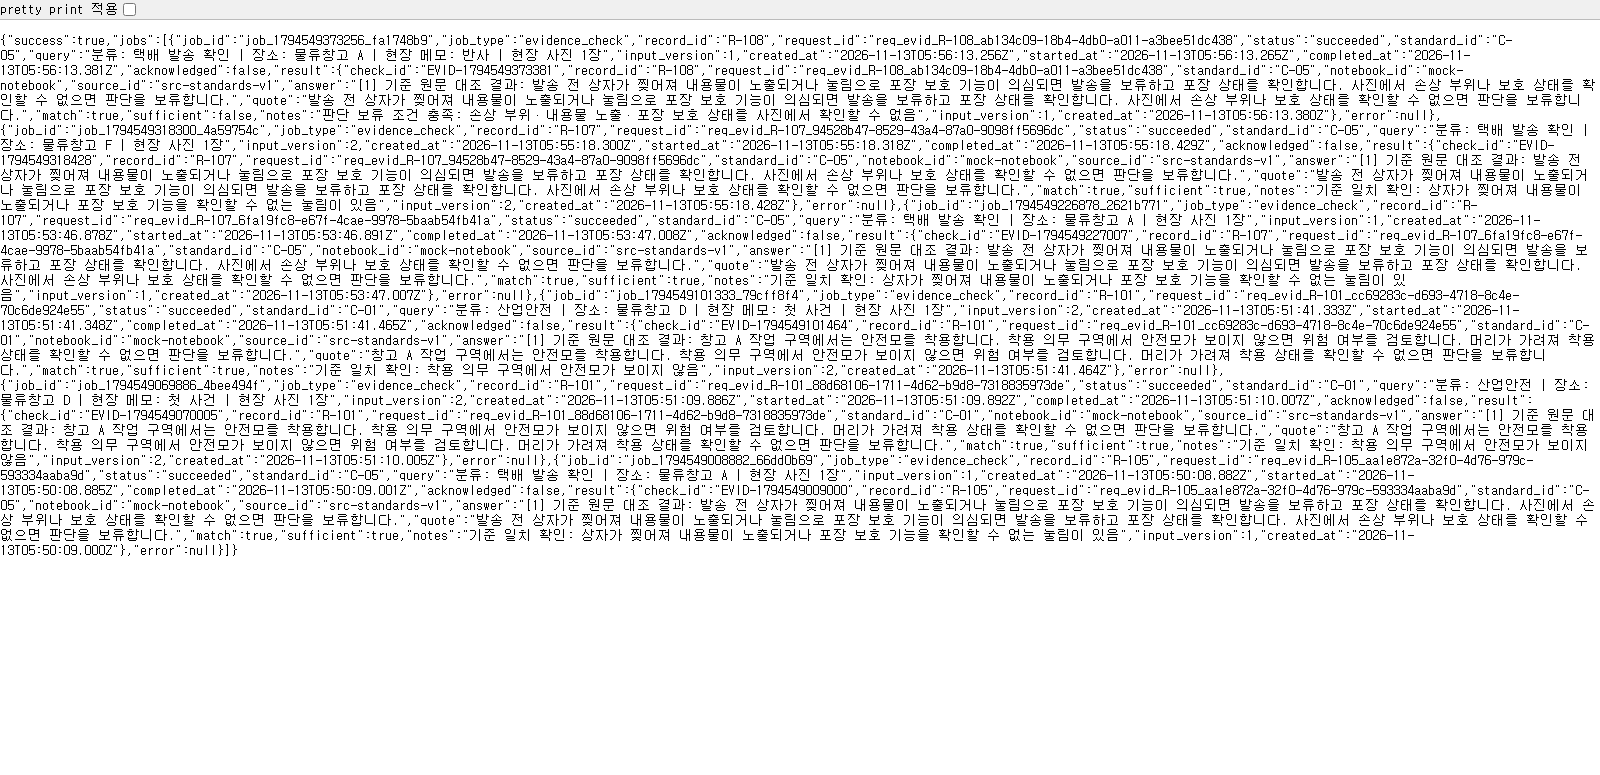 pretty print 적용
{"success":true,"jobs":[{"job_id":"job_1794549373256_fa1748b9","job_type":"evidence_check","record_id":"R-108","request_id":"req_evid_R-108_ab134c09-18b4-4db0-a011-a3bee51dc438","status":"succeeded","standard_id":"C-
05","query":"분류: 택배 발송 확인 | 장소: 물류창고 A | 현장 메모: 반사 | 현장 사진 1장","input_version":1,"created_at":"2026-11-13T05:56:13.256Z","started_at":"2026-11-13T05:56:13.265Z","completed_at":"2026-11-
13T05:56:13.381Z","acknowledged":false,"result":{"check_id":"EVID-1794549373381","record_id":"R-108","request_id":"req_evid_R-108_ab134c09-18b4-4db0-a011-a3bee51dc438","standard_id":"C-05","notebook_id":"mock-
notebook","source_id":"src-standards-v1","answer":"[1] 기준 원문 대조 결과: 발송 전 상자가 찢어져 내용물이 노출되거나 눌림으로 포장 보호 기능이 의심되면 발송을 보류하고 포장 상태를 확인합니다. 사진에서 손상 부위나 보호 상태를 확
인할 수 없으면 판단을 보류합니다.","quote":"발송 전 상자가 찢어져 내용물이 노출되거나 눌림으로 포장 보호 기능이 의심되면 발송을 보류하고 포장 상태를 확인합니다. 사진에서 손상 부위나 보호 상태를 확인할 수 없으면 판단을 보류합니
다.","match":true,"sufficient":false,"notes":"판단 보류 조건 충족: 손상 부위·내용물 노출·포장 보호 상태를 사진에서 확인할 수 없음","input_version":1,"created_at":"2026-11-13T05:56:13.380Z"},"error":null},
{"job_id":"job_1794549318300_4a59754c","job_type":"evidence_check","record_id":"R-107","request_id":"req_evid_R-107_94528b47-8529-43a4-87a0-9098ff5696dc","status":"succeeded","standard_id":"C-05","query":"분류: 택배 발송 확인 |
장소: 물류창고 F | 현장 사진 1장","input_version":2,"created_at":"2026-11-13T05:55:18.300Z","started_at":"2026-11-13T05:55:18.318Z","completed_at":"2026-11-13T05:55:18.429Z","acknowledged":false,"result":{"check_id":"EVID-
1794549318428","record_id":"R-107","request_id":"req_evid_R-107_94528b47-8529-43a4-87a0-9098ff5696dc","standard_id":"C-05","notebook_id":"mock-notebook","source_id":"src-standards-v1","answer":"[1] 기준 원문 대조 결과: 발송 전
상자가 찢어져 내용물이 노출되거나 눌림으로 포장 보호 기능이 의심되면 발송을 보류하고 포장 상태를 확인합니다. 사진에서 손상 부위나 보호 상태를 확인할 수 없으면 판단을 보류합니다.","quote":"발송 전 상자가 찢어져 내용물이 노출되거
나 눌림으로 포장 보호 기능이 의심되면 발송을 보류하고 포장 상태를 확인합니다. 사진에서 손상 부위나 보호 상태를 확인할 수 없으면 판단을 보류합니다.","match":true,"sufficient":true,"notes":"기준 일치 확인: 상자가 찢어져 내용물이
노출되거나 포장 보호 기능을 확인할 수 없는 눌림이 있음","input_version":2,"created_at":"2026-11-13T05:55:18.428Z"},"error":null},{"job_id":"job_1794549226878_2621b771","job_type":"evidence_check","record_id":"R-
107","request_id":"req_evid_R-107_6fa19fc8-e67f-4cae-9978-5baab54fb41a","status":"succeeded","standard_id":"C-05","query":"분류: 택배 발송 확인 | 장소: 물류창고 A | 현장 사진 1장","input_version":1,"created_at":"2026-11-
13T05:53:46.878Z","started_at":"2026-11-13T05:53:46.891Z","completed_at":"2026-11-13T05:53:47.008Z","acknowledged":false,"result":{"check_id":"EVID-1794549227007","record_id":"R-107","request_id":"req_evid_R-107_6fa19fc8-e67f-
4cae-9978-5baab54fb41a","standard_id":"C-05","notebook_id":"mock-notebook","source_id":"src-standards-v1","answer":"[1] 기준 원문 대조 결과: 발송 전 상자가 찢어져 내용물이 노출되거나 눌림으로 포장 보호 기능이 의심되면 발송을 보
류하고 포장 상태를 확인합니다. 사진에서 손상 부위나 보호 상태를 확인할 수 없으면 판단을 보류합니다.","quote":"발송 전 상자가 찢어져 내용물이 노출되거나 눌림으로 포장 보호 기능이 의심되면 발송을 보류하고 포장 상태를 확인합니다.
사진에서 손상 부위나 보호 상태를 확인할 수 없으면 판단을 보류합니다.","match":true,"sufficient":true,"notes":"기준 일치 확인: 상자가 찢어져 내용물이 노출되거나 포장 보호 기능을 확인할 수 없는 눌림이 있
음","input_version":1,"created_at":"2026-11-13T05:53:47.007Z"},"error":null},{"job_id":"job_1794549101333_79cff8f4","job_type":"evidence_check","record_id":"R-101","request_id":"req_evid_R-101_cc69283c-d693-4718-8c4e-
70c6de924e55","status":"succeeded","standard_id":"C-01","query":"분류: 산업안전 | 장소: 물류창고 D | 현장 메모: 첫 사건 | 현장 사진 1장","input_version":2,"created_at":"2026-11-13T05:51:41.333Z","started_at":"2026-11-
13T05:51:41.348Z","completed_at":"2026-11-13T05:51:41.465Z","acknowledged":false,"result":{"check_id":"EVID-1794549101464","record_id":"R-101","request_id":"req_evid_R-101_cc69283c-d693-4718-8c4e-70c6de924e55","standard_id":"C-
01","notebook_id":"mock-notebook","source_id":"src-standards-v1","answer":"[1] 기준 원문 대조 결과: 창고 A 작업 구역에서는 안전모를 착용합니다. 착용 의무 구역에서 안전모가 보이지 않으면 위험 여부를 검토합니다. 머리가 가려져 착용
상태를 확인할 수 없으면 판단을 보류합니다.","quote":"창고 A 작업 구역에서는 안전모를 착용합니다. 착용 의무 구역에서 안전모가 보이지 않으면 위험 여부를 검토합니다. 머리가 가려져 착용 상태를 확인할 수 없으면 판단을 보류합니
다.","match":true,"sufficient":true,"notes":"기준 일치 확인: 착용 의무 구역에서 안전모가 보이지 않음","input_version":2,"created_at":"2026-11-13T05:51:41.464Z"},"error":null},
{"job_id":"job_1794549069886_4bee494f","job_type":"evidence_check","record_id":"R-101","request_id":"req_evid_R-101_88d68106-1711-4d62-b9d8-7318835973de","status":"succeeded","standard_id":"C-01","query":"분류: 산업안전 | 장소:
물류창고 D | 현장 메모: 첫 사건 | 현장 사진 1장","input_version":2,"created_at":"2026-11-13T05:51:09.886Z","started_at":"2026-11-13T05:51:09.892Z","completed_at":"2026-11-13T05:51:10.007Z","acknowledged":false,"result":
{"check_id":"EVID-1794549070005","record_id":"R-101","request_id":"req_evid_R-101_88d68106-1711-4d62-b9d8-7318835973de","standard_id":"C-01","notebook_id":"mock-notebook","source_id":"src-standards-v1","answer":"[1] 기준 원문 대
조 결과: 창고 A 작업 구역에서는 안전모를 착용합니다. 착용 의무 구역에서 안전모가 보이지 않으면 위험 여부를 검토합니다. 머리가 가려져 착용 상태를 확인할 수 없으면 판단을 보류합니다.","quote":"창고 A 작업 구역에서는 안전모를 착용
합니다. 착용 의무 구역에서 안전모가 보이지 않으면 위험 여부를 검토합니다. 머리가 가려져 착용 상태를 확인할 수 없으면 판단을 보류합니다.","match":true,"sufficient":true,"notes":"기준 일치 확인: 착용 의무 구역에서 안전모가 보이지
않음","input_version":2,"created_at":"2026-11-13T05:51:10.005Z"},"error":null},{"job_id":"job_1794549008882_66dd0b69","job_type":"evidence_check","record_id":"R-105","request_id":"req_evid_R-105_aa1e872a-32f0-4d76-979c-
593334aaba9d","status":"succeeded","standard_id":"C-05","query":"분류: 택배 발송 확인 | 장소: 물류창고 A | 현장 사진 1장","input_version":1,"created_at":"2026-11-13T05:50:08.882Z","started_at":"2026-11-
13T05:50:08.885Z","completed_at":"2026-11-13T05:50:09.001Z","acknowledged":false,"result":{"check_id":"EVID-1794549009000","record_id":"R-105","request_id":"req_evid_R-105_aa1e872a-32f0-4d76-979c-593334aaba9d","standard_id":"C-
05","notebook_id":"mock-notebook","source_id":"src-standards-v1","answer":"[1] 기준 원문 대조 결과: 발송 전 상자가 찢어져 내용물이 노출되거나 눌림으로 포장 보호 기능이 의심되면 발송을 보류하고 포장 상태를 확인합니다. 사진에서 손
상 부위나 보호 상태를 확인할 수 없으면 판단을 보류합니다.","quote":"발송 전 상자가 찢어져 내용물이 노출되거나 눌림으로 포장 보호 기능이 의심되면 발송을 보류하고 포장 상태를 확인합니다. 사진에서 손상 부위나 보호 상태를 확인할 수
없으면 판단을 보류합니다.","match":true,"sufficient":true,"notes":"기준 일치 확인: 상자가 찢어져 내용물이 노출되거나 포장 보호 기능을 확인할 수 없는 눌림이 있음","input_version":1,"created_at":"2026-11-
13T05:50:09.000Z"},"error":null}]}